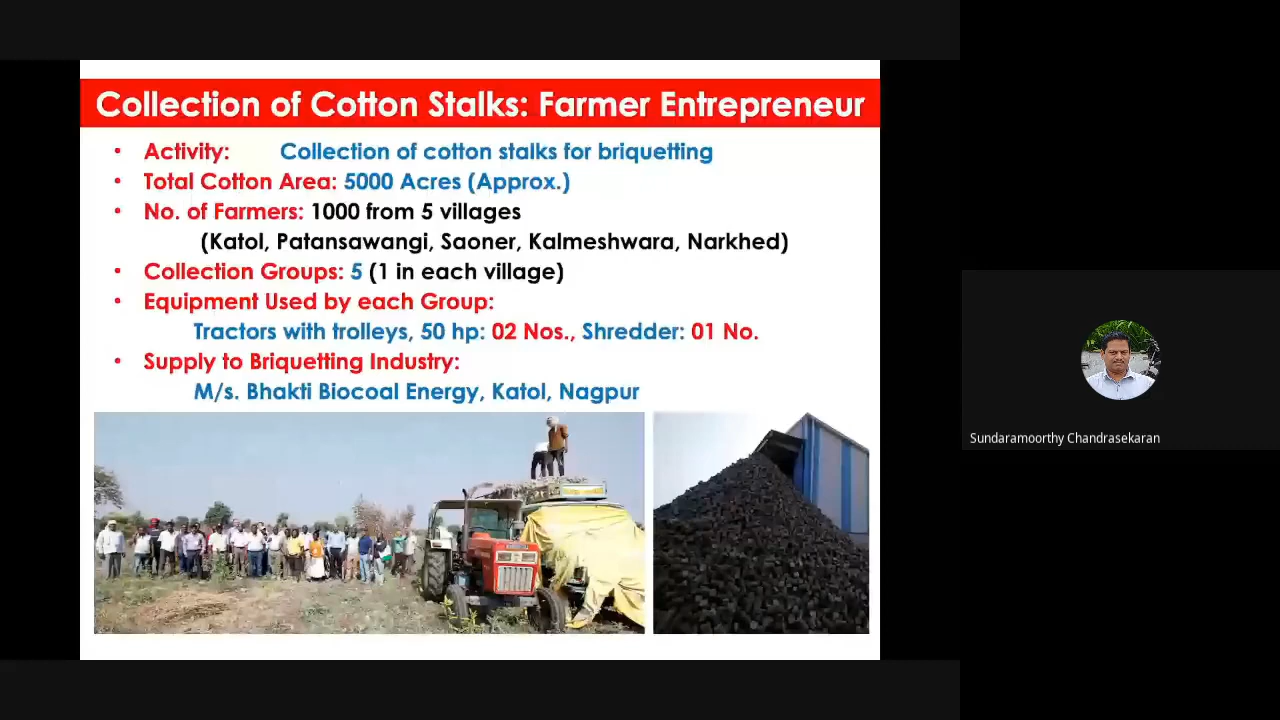 Collection of Cotton Stalks: Farmer Entrepreneur
• Activity: Collection of cotton stalks for briquetting
• Total Cotton Area: 5000 Acres (Approx.)
• No. of Farmers: 1000 from 5 villages
(Katol, Patansawangi, Saoner, Kalmeshwara, Narkhed)
• Collection Groups: 5 (1 in each village)
• Equipment Used by each Group:
Tractors with trolleys, 50 hp: 02 Nos., Shredder: 01 No.
• Supply to Briquetting Industry:
M/s. Bhakti Biocoal Energy, Katol, Nagpur
Sundaramoorthy Chandrasekaran